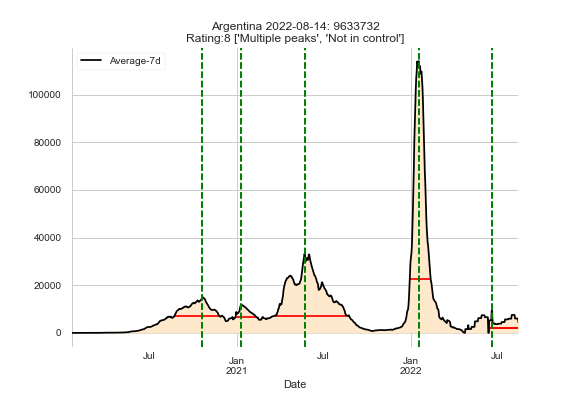 Argentina 2022-08-14: 9633732
Rating:8 ['Multiple peaks', 'Not in control']
Average-7d
100000
80000
60000
40000
20000
0
Jul
Jan
2021
Jul
Jan
2022
Jul
Date